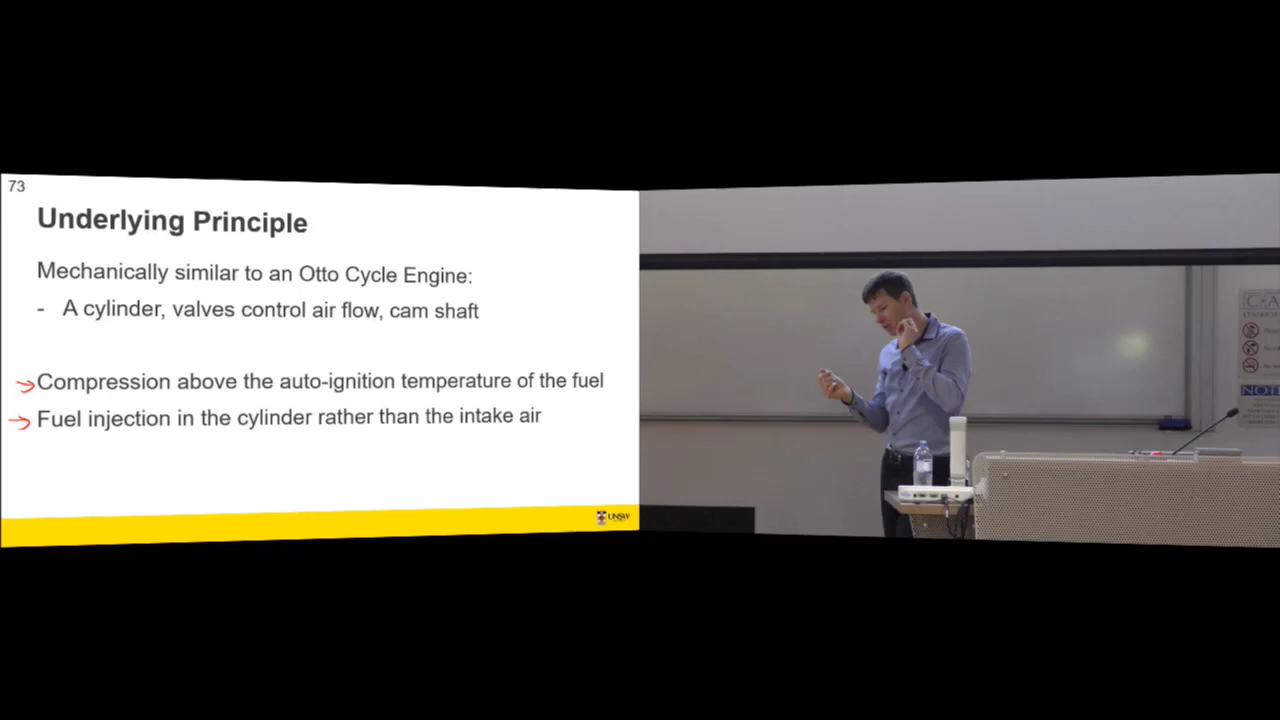 73
Underlying Principle
Mechanically similar to an Otto Cycle Engine:
- A cylinder, valves control air flow, cam shaft
Compression above the auto-ignition temperature of the fuel
Fuel injection in the cylinder rather than the intake air
UNSW